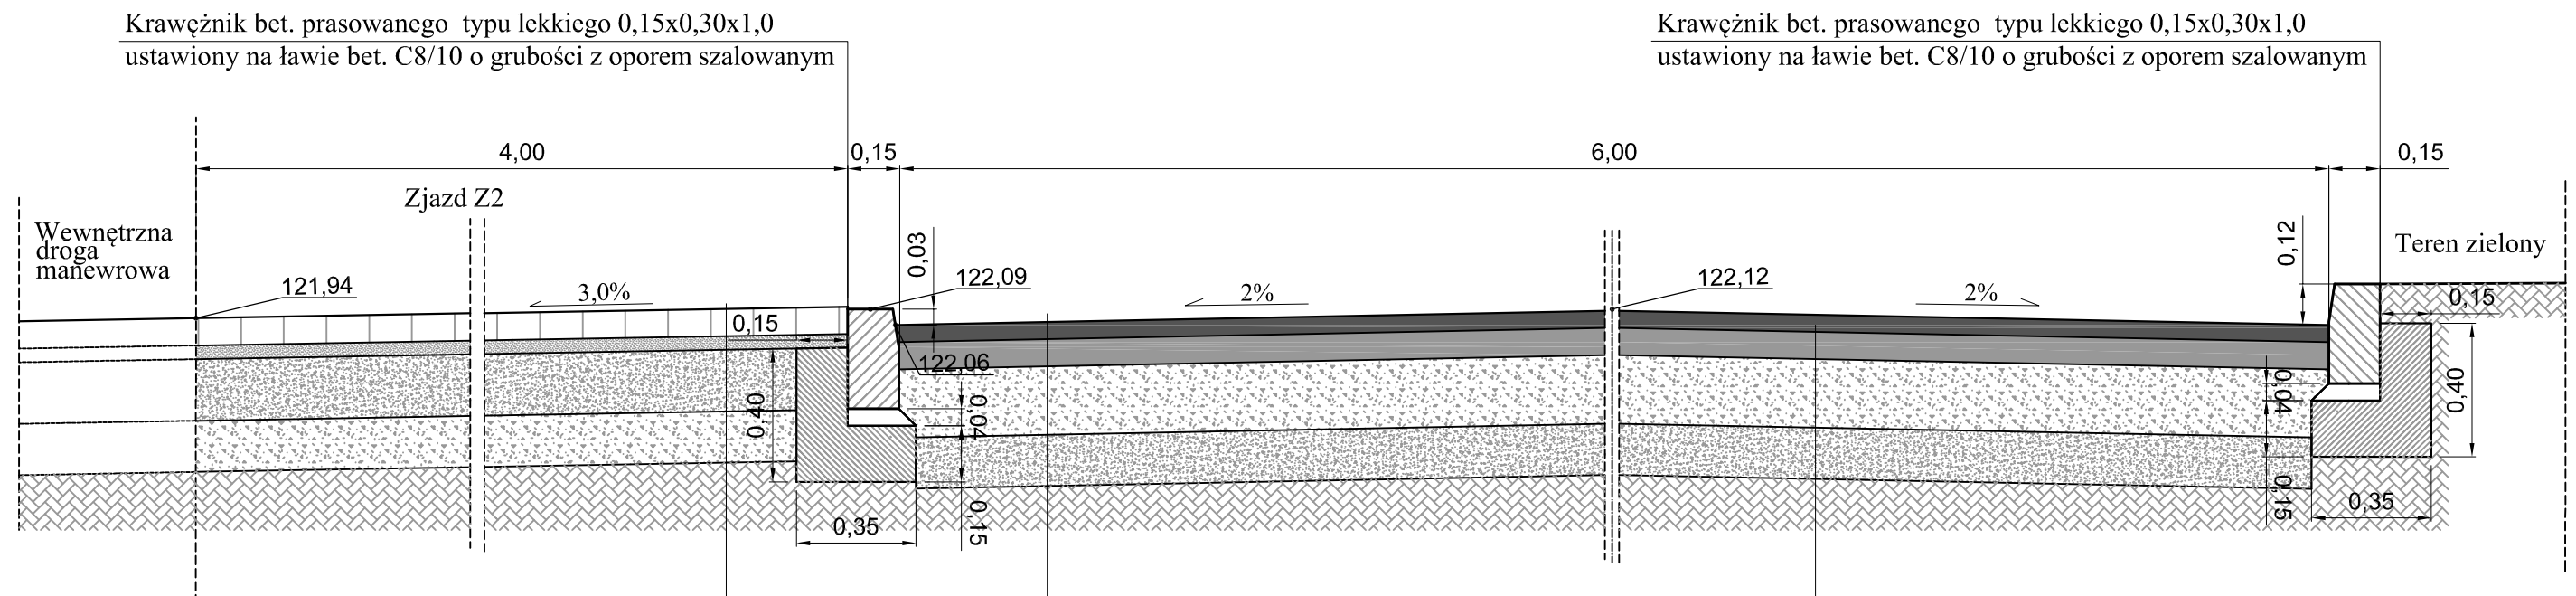 Krawężnik bet. prasowanego typu lekkiego 0,15x0,30x1,0
ustawiony na ławie bet. C8/10 o grubości z oporem szalowanym
Krawężnik bet. prasowanego typu lekkiego 0,15x0,30x1,0
ustawiony na ławie bet. C8/10 o grubości z oporem szalowanym
4,00
0,15
6,00
0,15
Zjazd Z2
Wewnętrzna
droga
manewrowa
Teren zielony
0,03
0,12
121,94
3,0%
122,09
2%
122,12
2%
0,15
0,15
122,06
0,40
0,04
0,04
0,40
0,35
0,15
0,15
0,35